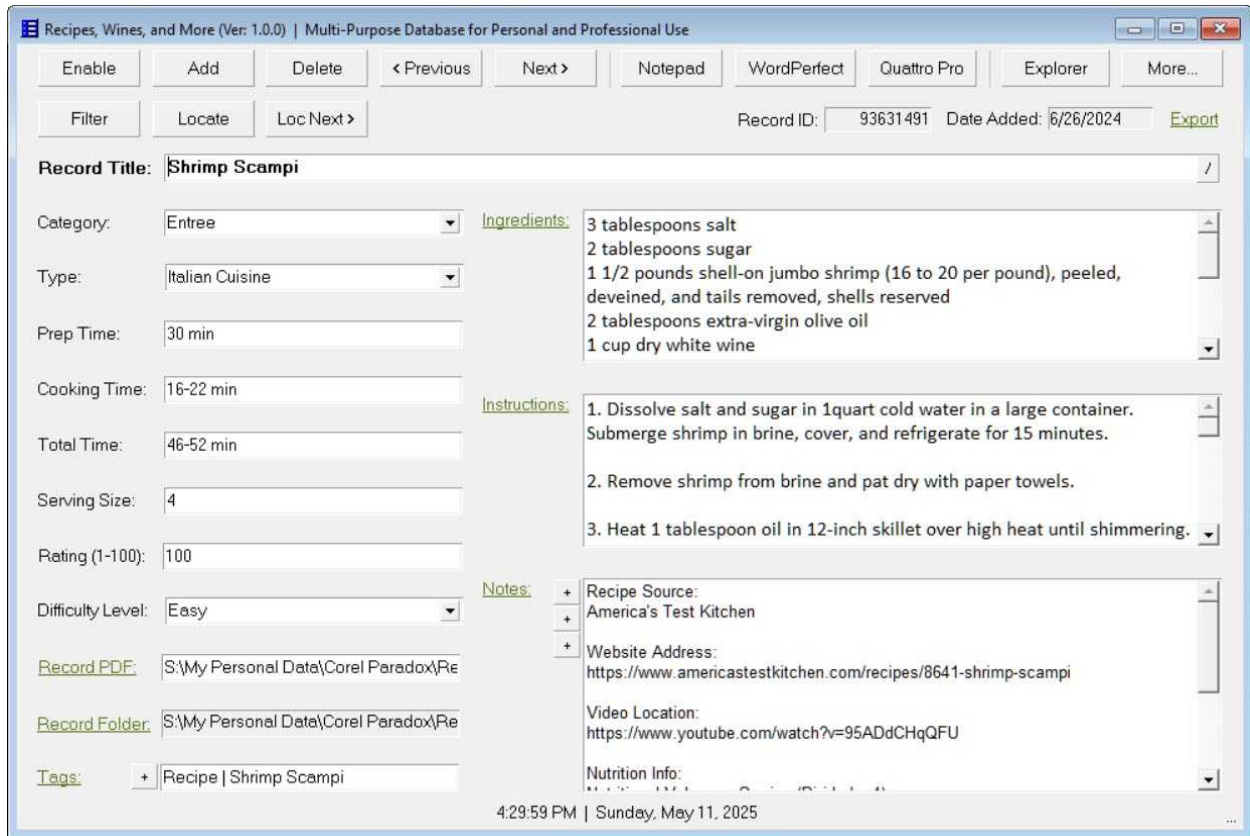 Recipes, Wines, and More (Ver: 1.0.0) | Multi-Purpose Database for Personal and Professional Use
Enable Add Delete < Previous Next > Notepad WordPerfect Quattro Pro Explorer More...
Filter Locate Loc Next > Record ID: 93631491 Date Added: 6/26/2024 Export
Record Title: Shrimp Scampi /
Category: Entree
Type: Italian Cuisine
Prep Time: 30 min
Cooking Time: 16-22 min
Total Time: 46-52 min
Serving Size: 4
Rating (1-100): 100
Difficulty Level: Easy
Record PDF: S:\My Personal Data\Corel Paradox\Re
Record Folder: S:\My Personal Data\Corel Paradox\Re
Tags: + Recipe | Shrimp Scampi
Ingredients: 3 tablespoons salt
2 tablespoons sugar
1 1/2 pounds shell-on jumbo shrimp (16 to 20 per pound), peeled,
deveined, and tails removed, shells reserved
2 tablespoons extra-virgin olive oil
1 cup dry white wine
Instructions: 1. Dissolve salt and sugar in 1quart cold water in a large container.
Submerge shrimp in brine, cover, and refrigerate for 15 minutes.
2. Remove shrimp from brine and pat dry with paper towels.
3. Heat 1 tablespoon oil in 12-inch skillet over high heat until shimmering.
Notes: + Recipe Source:
+ America's Test Kitchen
+ Website Address:
https://www.americastestkitchen.com/recipes/8641-shrimp-scampi
Video Location:
https://www.youtube.com/watch?v=95ADdCHqQFU
Nutrition Info:
4:29:59 PM | Sunday, May 11, 2025
...